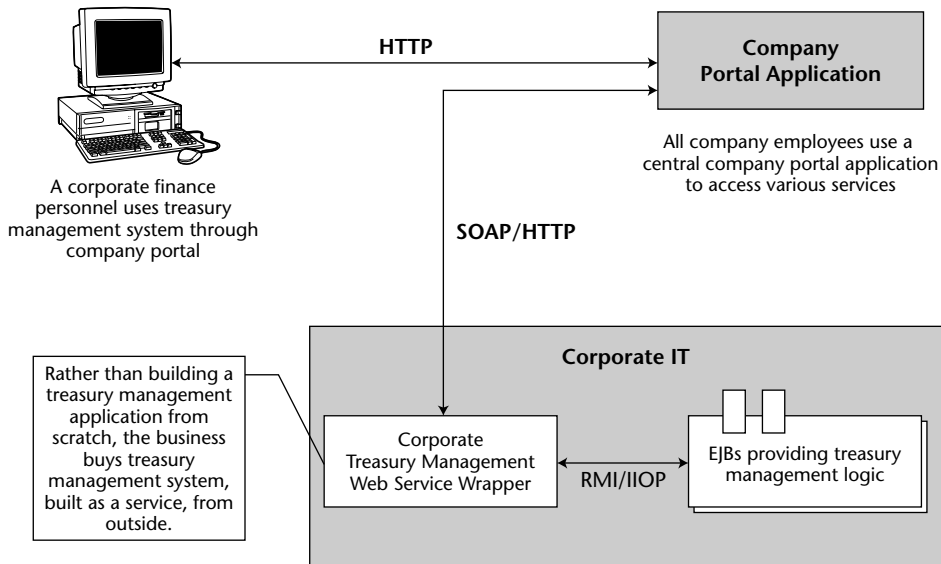 HTTP
Company
Portal Application
A corporate finance
personnel uses treasury
management system through
company portal
All company employees use a
central company portal application
to access various services
SOAP/HTTP
Corporate IT
Rather than building a
treasury management
application from
scratch, the business
buys treasury
management system,
built as a service, from
outside.
Corporate
Treasury Management
Web Service Wrapper
RMI/IIOP
EJBs providing treasury
management logic